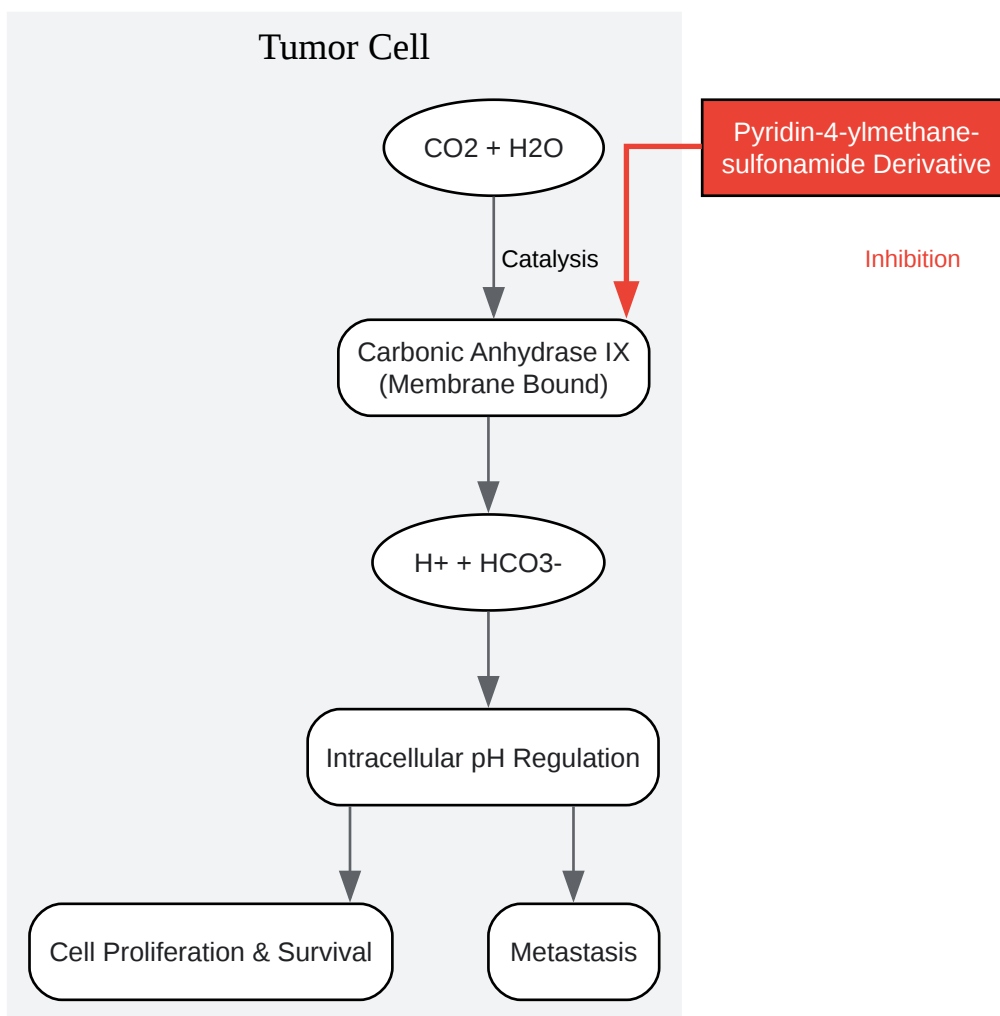 Tumor Cell
CO2 + H2O
Pyridin-4-ylmethane-
sulfonamide Derivative
Catalysis
Inhibition
Carbonic Anhydrase IX
(Membrane Bound)
H+ + HCO3-
Intracellular pH Regulation
Cell Proliferation & Survival
Metastasis